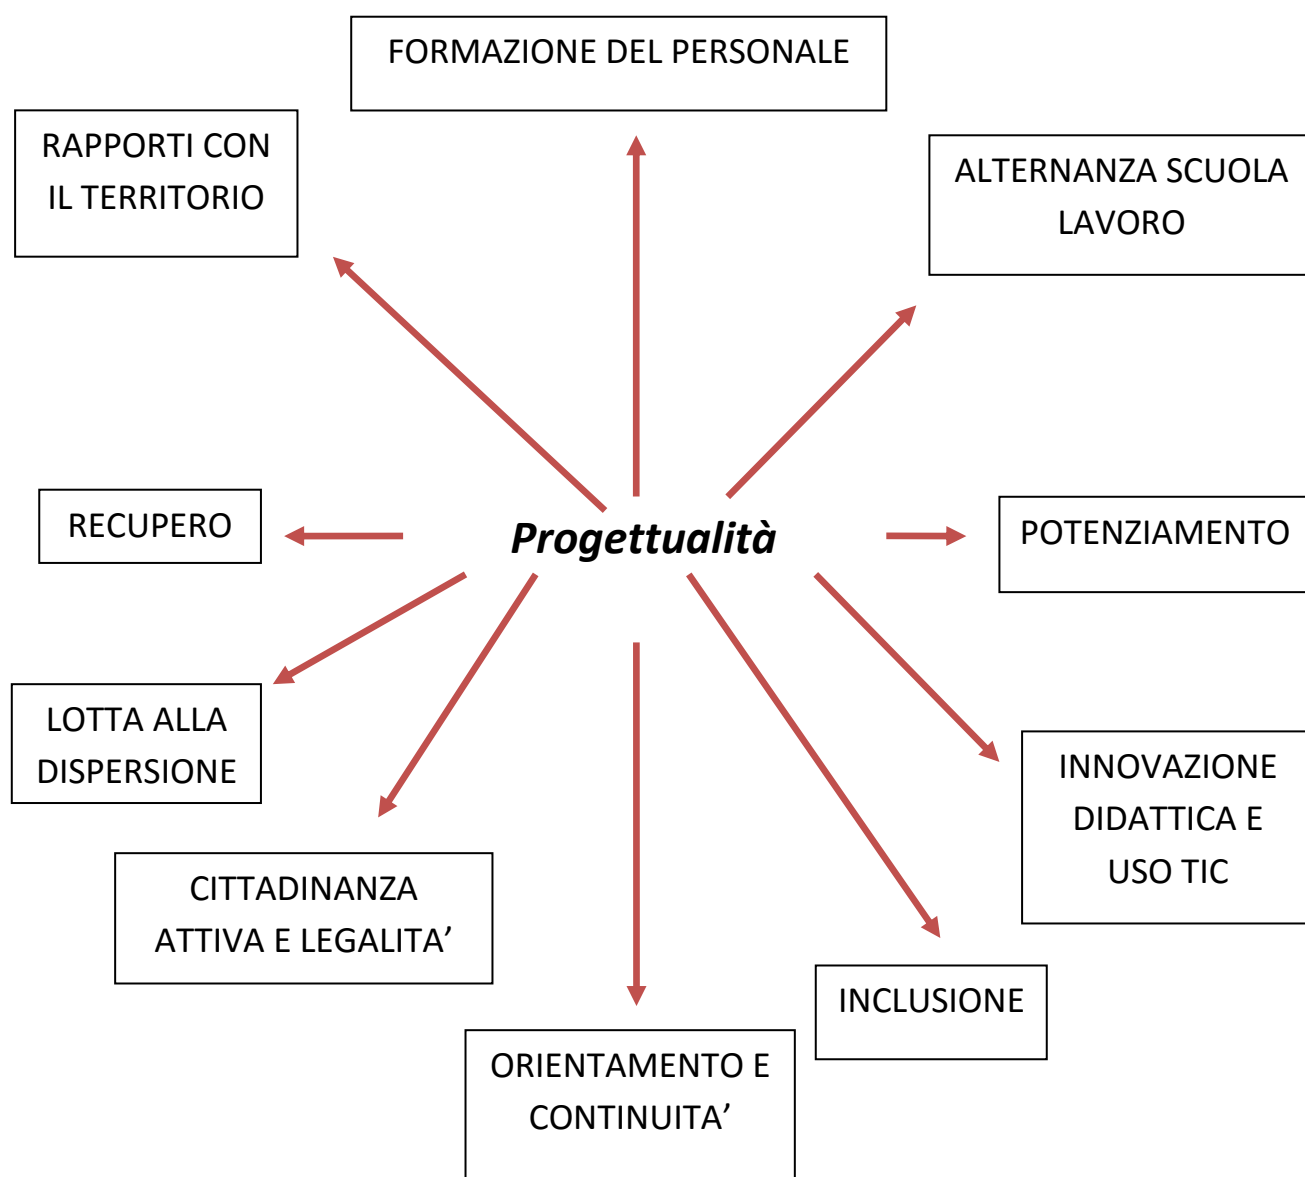 FORMAZIONE DEL PERSONALE
RAPPORTI CON
IL TERRITORIO
ALTERNANZA SCUOLA
LAVORO
RECUPERO
Progettualità
POTENZIAMENTO
LOTTA ALLA
DISPERSIONE
INNOVAZIONE
DIDATTICA E
USO TIC
CITTADINANZA
ATTIVA E LEGALITA’
INCLUSIONE
ORIENTAMENTO E
CONTINUITA’